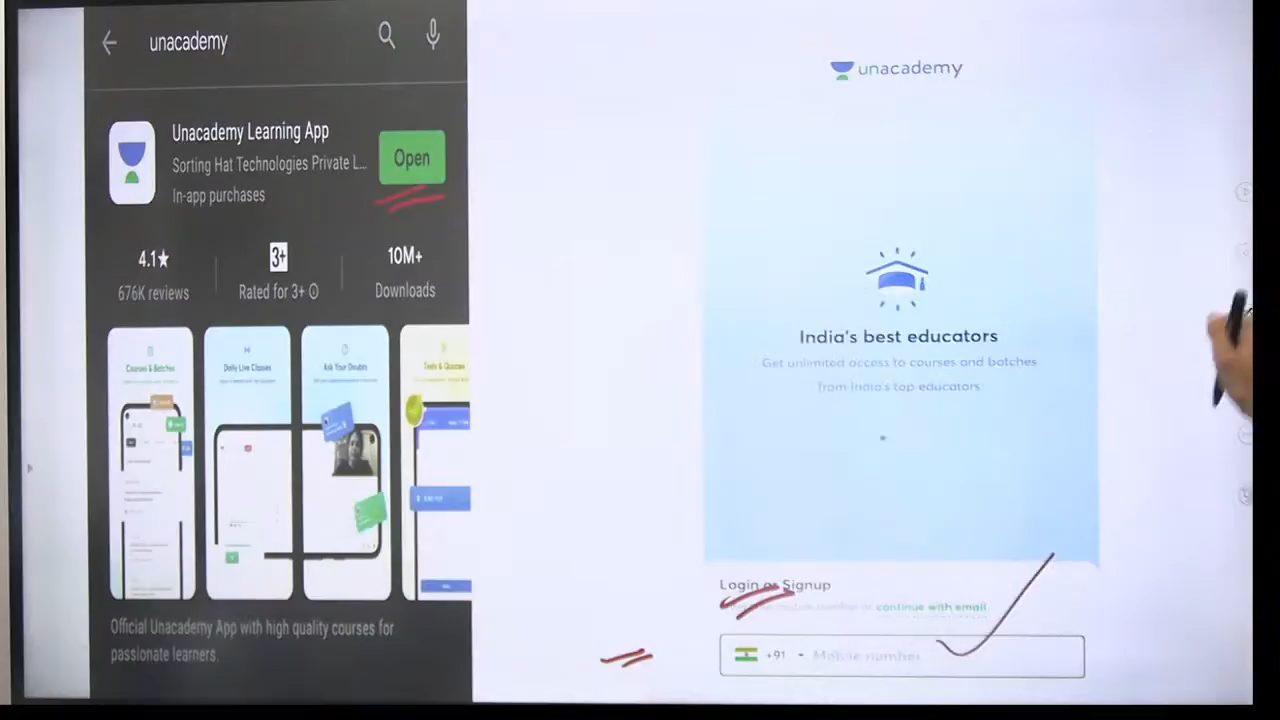 unacademy
Unacademy Learning App
Sorting Hat Technologies Private L...
In-app purchases
Open
4.1★
676K reviews
3+
Rated for 3+
10M+
Downloads
Courses & Batches
Daily Live Classes
Ask Your Doubts
Tests & Quizzes
Official Unacademy App with high quality courses for
passionate learners.
unacademy
India's best educators
Get unlimited access to courses and batches
from India's top educators
Login or Signup
mobile number or continue with email
+91 Mobile number